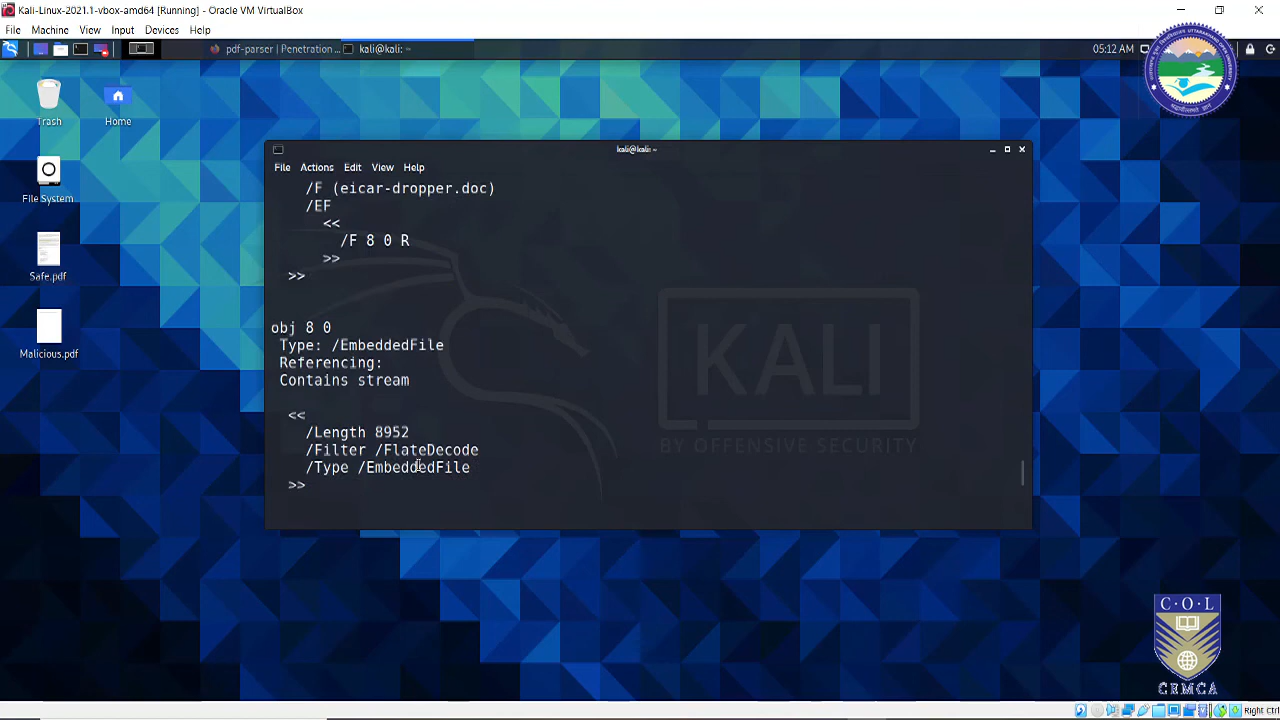 Kali-Linux-2021.1-vbox-amd64 [Running] - Oracle VM VirtualBox
File Machine View Input Devices Help
pdf-parser | Penetration ...
kali@kali: ~
05:12 AM
Trash
Home
File System
Safe.pdf
Malicious.pdf
kali@kali: ~
File Actions Edit View Help
/F (eicar-dropper.doc)
/EF
<<
/F 8 0 R
>>
>>
obj 8 0
Type: /EmbeddedFile
Referencing:
Contains stream
<<
/Length 8952
/Filter /FlateDecode
/Type /EmbeddedFile
>>
KALI
BY OFFENSIVE SECURITY
C·O·L
CEMCA
Right Ctrl